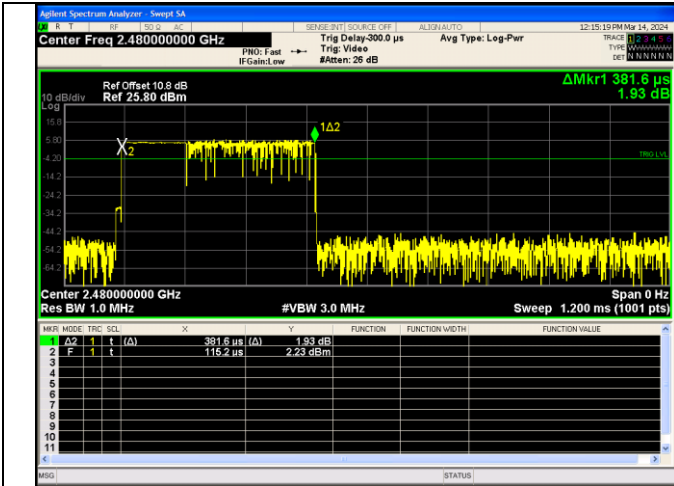 Agilent Spectrum Analyzer - Swept SA
R T RF 50 Ω AC SENSE:INT SOURCE OFF ALIGN AUTO 12:15:19 PM Mar 14, 2024
Center Freq 2.480000000 GHz
PNO: Fast
IFGain:Low
Trig Delay-300.0 µs
Trig: Video
#Atten: 26 dB
Avg Type: Log-Pwr
TRACE 1 2 3 4 5 6
TYPE W
DET N N N N N N
ΔMkr1 381.6 µs
1.93 dB
Ref Offset 10.8 dB
10 dB/div Ref 25.80 dBm
Log
15.8
5.80
-4.20
-14.2
-24.2
-34.2
-44.2
-54.2
-64.2
X2
1Δ2
TRIG LVL
Center 2.480000000 GHz Span 0 Hz
Res BW 1.0 MHz #VBW 3.0 MHz Sweep 1.200 ms (1001 pts)
MKR MODE TRC SCL X Y FUNCTION FUNCTION WIDTH FUNCTION VALUE
1 Δ2 1 t (Δ) 381.6 µs (Δ) 1.93 dB
2 F 1 t 115.2 µs 2.23 dBm
3
4
5
6
7
8
9
10
11
MSG STATUS